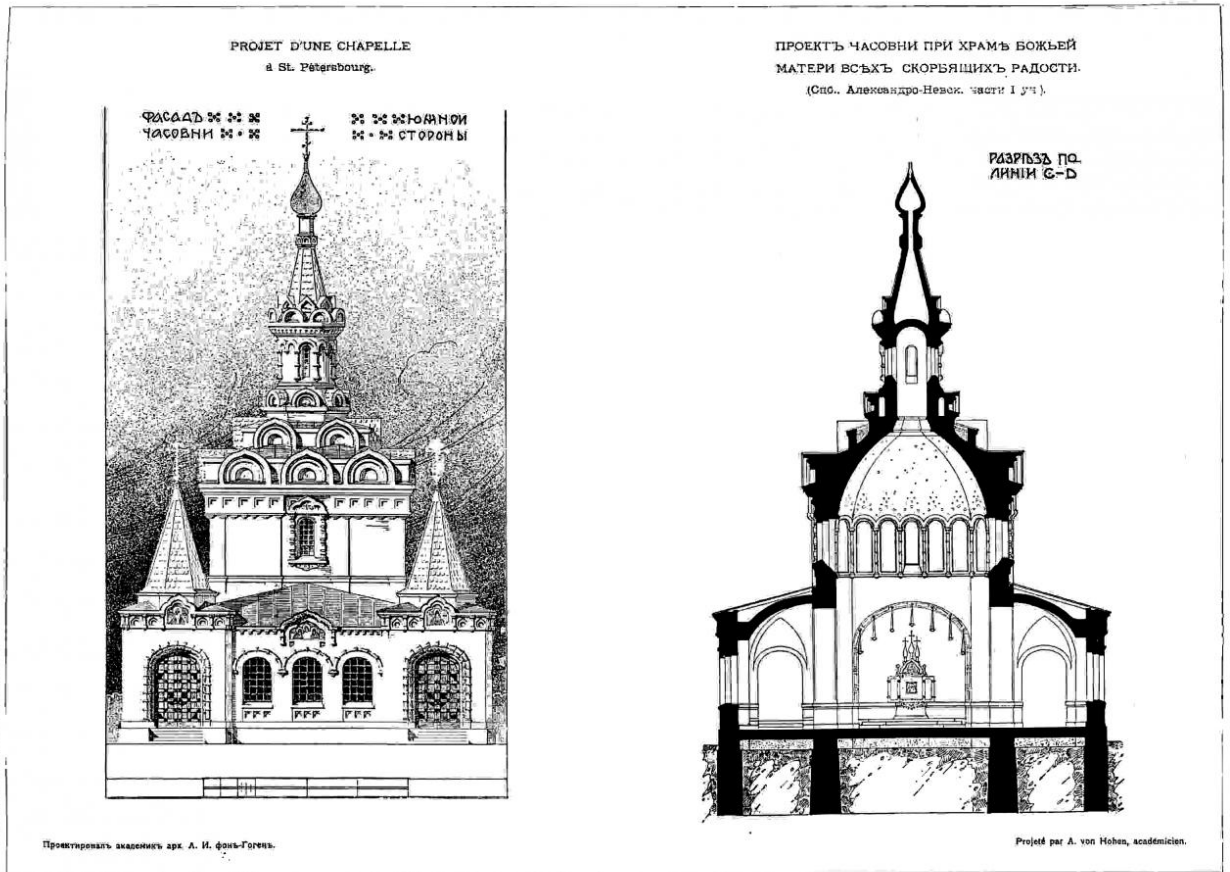 PROJET D'UNE CHAPELLE
à St. Pétersbourg.
ПРОЕКТЪ ЧАСОВНИ ПРИ ХРАМѢ БОЖЬЕЙ
МАТЕРИ ВСѢХЪ СКОРБЯЩИХЪ РАДОСТИ.
(Спб., Александро-Невск. части I уч).
ФАСАДЪ ЮЖНОЙ
ЧАСОВНИ СТОРОНЫ
РАЗРѢЗЪ ПО
ЛИНІИ C–D
Проектировалъ академикъ арх. А. И. фонъ-Гогенъ.
Projeté par A. von Hohen, académicien.